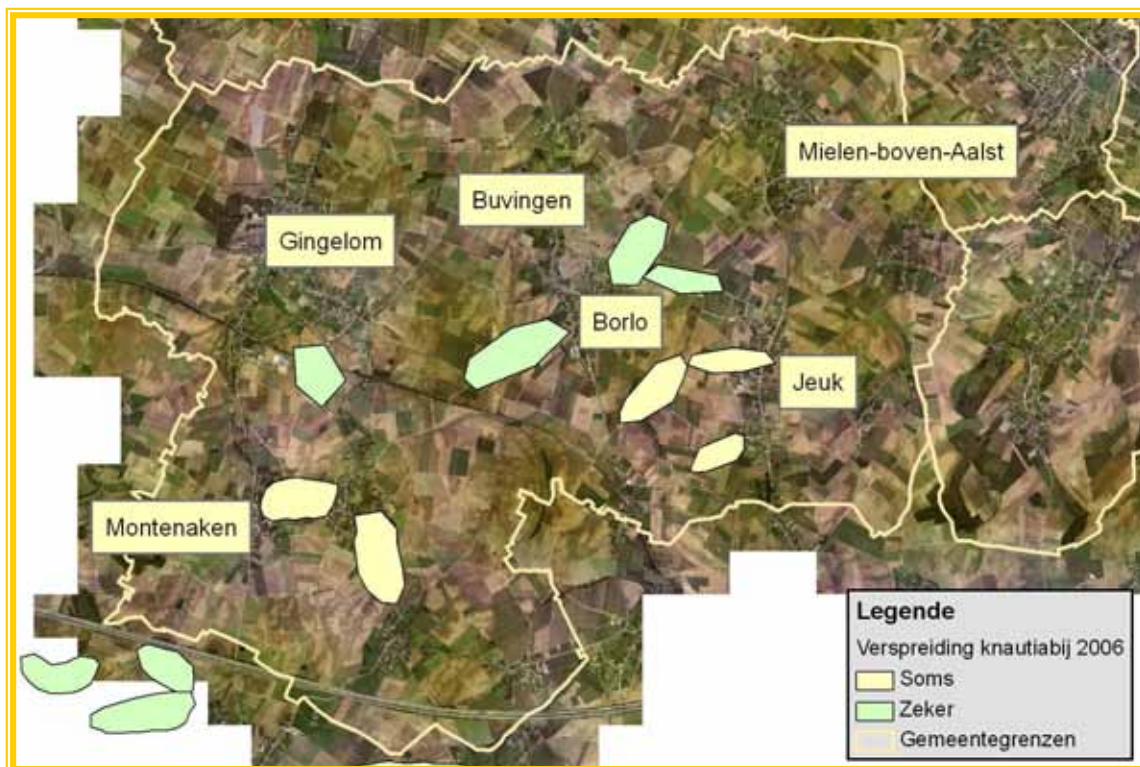 Mielen-boven-Aalst
Buvingen
Gingelom
Borlo
Jeuk
Montenaken
Legende
Verspreiding knautiabij 2006
Soms
Zeker
Gemeentegrenzen